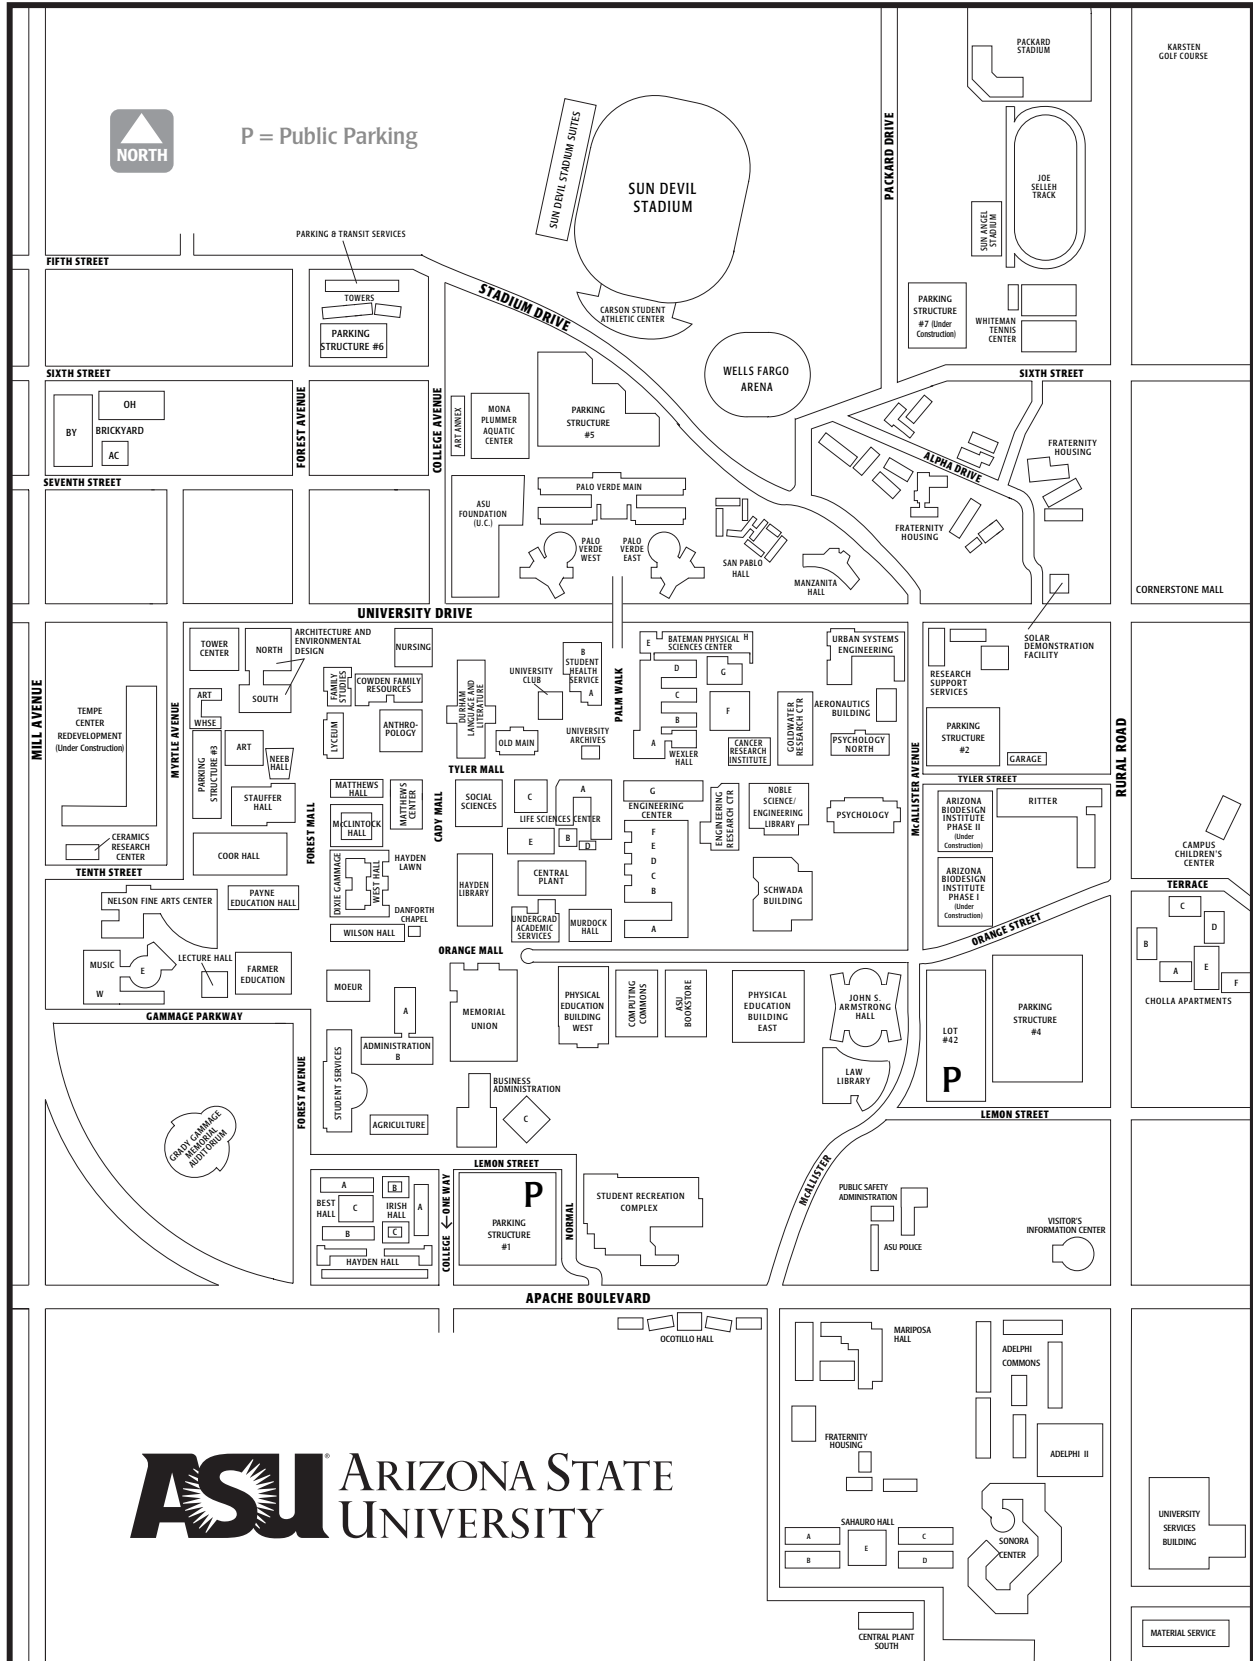 PACKARD
STADIUM
KARSTEN
GOLF COURSE
NORTH
P = Public Parking
SUN DEVIL STADIUM SUITES
SUN DEVIL
STADIUM
PACKARD DRIVE
JOE
SELLEH
TRACK
SUN ANGEL
STADIUM
PARKING & TRANSIT SERVICES
FIFTH STREET
TOWERS
PARKING
STRUCTURE #6
STADIUM DRIVE
CARSON STUDENT
ATHLETIC CENTER
PARKING
STRUCTURE
#7 (Under
Construction)
WHITEMAN
TENNIS
CENTER
SIXTH STREET
SIXTH STREET
WELLS FARGO
ARENA
OH
BY
BRICKYARD
AC
FOREST AVENUE
COLLEGE AVENUE
ART ANNEX
MONA
PLUMMER
AQUATIC
CENTER
PARKING
STRUCTURE
#5
ALPHA DRIVE
FRATERNITY
HOUSING
SEVENTH STREET
ASU
FOUNDATION
(U.C.)
PALO VERDE MAIN
PALO
VERDE
WEST
PALO
VERDE
EAST
SAN PABLO
HALL
MANZANITA
HALL
FRATERNITY
HOUSING
CORNERSTONE MALL
UNIVERSITY DRIVE
MILL AVENUE
TEMPE
CENTER
REDEVELOPMENT
(Under Construction)
MYRTLE AVENUE
TOWER
CENTER
NORTH
ARCHITECTURE AND
ENVIRONMENTAL
DESIGN
SOUTH
NURSING
FAMILY
STUDIES
COWDEN FAMILY
RESOURCES
LYCEUM
ANTHRO-
POLOGY
DURHAM
LANGUAGE AND
LITERATURE
UNIVERSITY
CLUB
B
STUDENT
HEALTH
SERVICE
A
OLD MAIN
UNIVERSITY
ARCHIVES
PALM WALK
E
BATEMAN PHYSICAL
SCIENCES CENTER
H
D
G
C
F
B
A
WEXLER
HALL
CANCER
RESEARCH
INSTITUTE
GOLDWATER
RESEARCH CTR
URBAN SYSTEMS
ENGINEERING
AERONAUTICS
BUILDING
PSYCHOLOGY
NORTH
RESEARCH
SUPPORT
SERVICES
SOLAR
DEMONSTRATION
FACILITY
PARKING
STRUCTURE
#2
GARAGE
McALLISTER AVENUE
RURAL ROAD
ART
WHSE
PARKING
STRUCTURE #3
ART
NEEB
HALL
STAUFFER
HALL
COOR HALL
CERAMICS
RESEARCH
CENTER
TENTH STREET
FOREST MALL
TYLER MALL
TYLER STREET
MATTHEWS
HALL
McCLINTOCK
HALL
MATTHEWS
CENTER
CADY MALL
SOCIAL
SCIENCES
C
A
LIFE SCIENCES CENTER
E
B
D
G
ENGINEERING
CENTER
F
E
D
C
B
A
ENGINEERING
RESEARCH CTR
NOBLE
SCIENCE/
ENGINEERING
LIBRARY
PSYCHOLOGY
ARIZONA
BIODESIGN
INSTITUTE
PHASE II
(Under
Construction)
RITTER
ARIZONA
BIODESIGN
INSTITUTE
PHASE I
(Under
Construction)
CAMPUS
CHILDREN'S
CENTER
TERRACE
DIXIE GAMMAGE
WEST HALL
HAYDEN
LAWN
DANFORTH
CHAPEL
WILSON HALL
HAYDEN
LIBRARY
CENTRAL
PLANT
UNDERGRAD
ACADEMIC
SERVICES
MURDOCK
HALL
SCHWADA
BUILDING
ORANGE STREET
ORANGE MALL
NELSON FINE ARTS CENTER
PAYNE
EDUCATION HALL
MUSIC
E
W
LECTURE HALL
FARMER
EDUCATION
GAMMAGE PARKWAY
MOEUR
A
ADMINISTRATION
B
STUDENT SERVICES
AGRICULTURE
MEMORIAL
UNION
BUSINESS
ADMINISTRATION
C
PHYSICAL
EDUCATION
BUILDING
WEST
COMPUTING
COMMONS
ASU
BOOKSTORE
PHYSICAL
EDUCATION
BUILDING
EAST
JOHN S.
ARMSTRONG
HALL
LAW
LIBRARY
LOT
#42
P
PARKING
STRUCTURE
#4
C
D
B
A
E
F
CHOLLA APARTMENTS
FOREST AVENUE
GRADY GAMMAGE
MEMORIAL
AUDITORIUM
LEMON STREET
LEMON STREET
A
BEST
HALL
C
B
B
IRISH
HALL
A
C
HAYDEN HALL
COLLEGE ← ONE WAY
P
PARKING
STRUCTURE
#1
NORMAL
STUDENT RECREATION
COMPLEX
McALLISTER
PUBLIC SAFETY
ADMINISTRATION
ASU POLICE
VISITOR'S
INFORMATION CENTER
APACHE BOULEVARD
OCOTILLO HALL
MARIPOSA
HALL
ADELPHI
COMMONS
FRATERNITY
HOUSING
ADELPHI II
ASU® ARIZONA STATE
UNIVERSITY
SAHAURO HALL
A
B
E
C
D
SONORA
CENTER
UNIVERSITY
SERVICES
BUILDING
CENTRAL PLANT
SOUTH
MATERIAL SERVICE